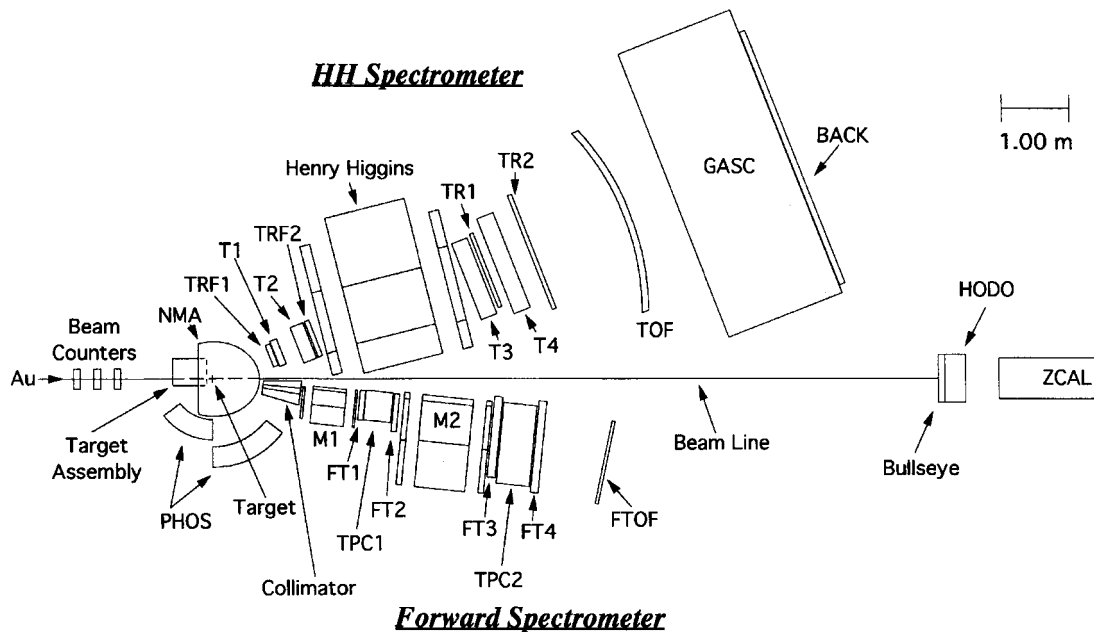 HH Spectrometer
1.00 m
BACK
GASC
TR2
Henry Higgins
TR1
TRF2
T1
T2
TRF1
NMA
HODO
TOF
T4
T3
Beam
Counters
Au
ZCAL
Beam Line
Bullseye
Target
Assembly
M1
M2
FT1
PHOS
Target
FT2
TPC1
FT3
FT4
FTOF
TPC2
Collimator
Forward Spectrometer